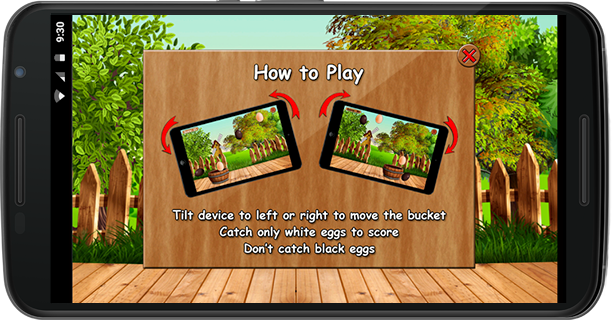 9:30
How to Play
Tilt device to left or right to move the bucket
Catch only white eggs to score
Don't catch black eggs